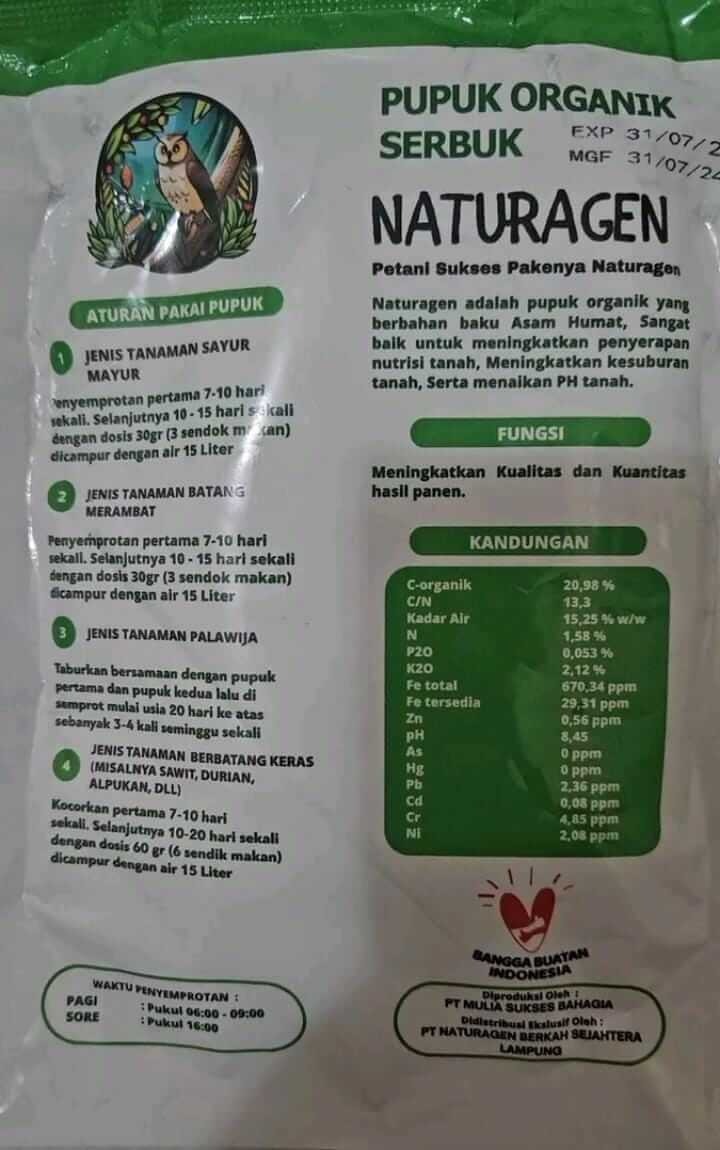 PUPUK ORGANIK
SERBUK
EXP 31/07/2
MGF 31/07/24
NATURAGEN
Petani Sukses Pakenya Naturagen
Naturagen adalah pupuk organik yang
berbahan baku Asam Humat, Sangat
baik untuk meningkatkan penyerapan
nutrisi tanah, Meningkatkan kesuburan
tanah, Serta menaikan PH tanah.
FUNGSI
Meningkatkan Kualitas dan Kuantitas
hasil panen.
KANDUNGAN
C-organik 20,98 %
C/N 13,3
Kadar Air 15,25 % w/w
N 1,58 %
P2O 0,053 %
K2O 2,12 %
Fe total 670,34 ppm
Fe tersedia 29,31 ppm
Zn 0,56 ppm
pH 8,45
As 0 ppm
Hg 0 ppm
Pb 2,36 ppm
Cd 0,08 ppm
Cr 4,85 ppm
Ni 2,08 ppm
BANGGA BUATAN
INDONESIA
Diproduksi Oleh :
PT MULIA SUKSES BAHAGIA
Didistribusi Ekslusif Oleh :
PT NATURAGEN BERKAH SEJAHTERA
LAMPUNG
ATURAN PAKAI PUPUK
1 JENIS TANAMAN SAYUR
MAYUR
Penyemprotan pertama 7-10 hari
sekali. Selanjutnya 10 - 15 hari sekali
dengan dosis 30gr (3 sendok makan)
dicampur dengan air 15 Liter
2 JENIS TANAMAN BATANG
MERAMBAT
Penyemprotan pertama 7-10 hari
sekali. Selanjutnya 10 - 15 hari sekali
dengan dosis 30gr (3 sendok makan)
dicampur dengan air 15 Liter
3 JENIS TANAMAN PALAWIJA
Taburkan bersamaan dengan pupuk
pertama dan pupuk kedua lalu di
semprot mulai usia 20 hari ke atas
sebanyak 3-4 kali seminggu sekali
4 JENIS TANAMAN BERBATANG KERAS
(MISALNYA SAWIT, DURIAN,
ALPUKAN, DLL)
Kocorkan pertama 7-10 hari
sekali. Selanjutnya 10-20 hari sekali
dengan dosis 60 gr (6 sendik makan)
dicampur dengan air 15 Liter
WAKTU PENYEMPROTAN :
PAGI : Pukul 06:00 - 09:00
SORE : Pukul 16:00